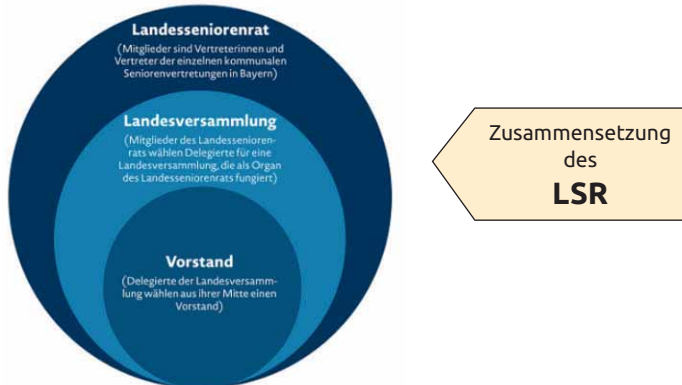 Landesseniorenrat
(Mitglieder sind Vertreterinnen und
Vertreter der einzelnen kommunalen
Seniorenvertretungen in Bayern)
Landesversammlung
(Mitglieder des Landessenioren-
rats wählen Delegierte für eine
Landesversammlung, die als Organ
des Landesseniorenrats fungiert)
Vorstand
(Delegierte der Landesversamm-
lung wählen aus ihrer Mitte einen
Vorstand)
Zusammensetzung
des
LSR